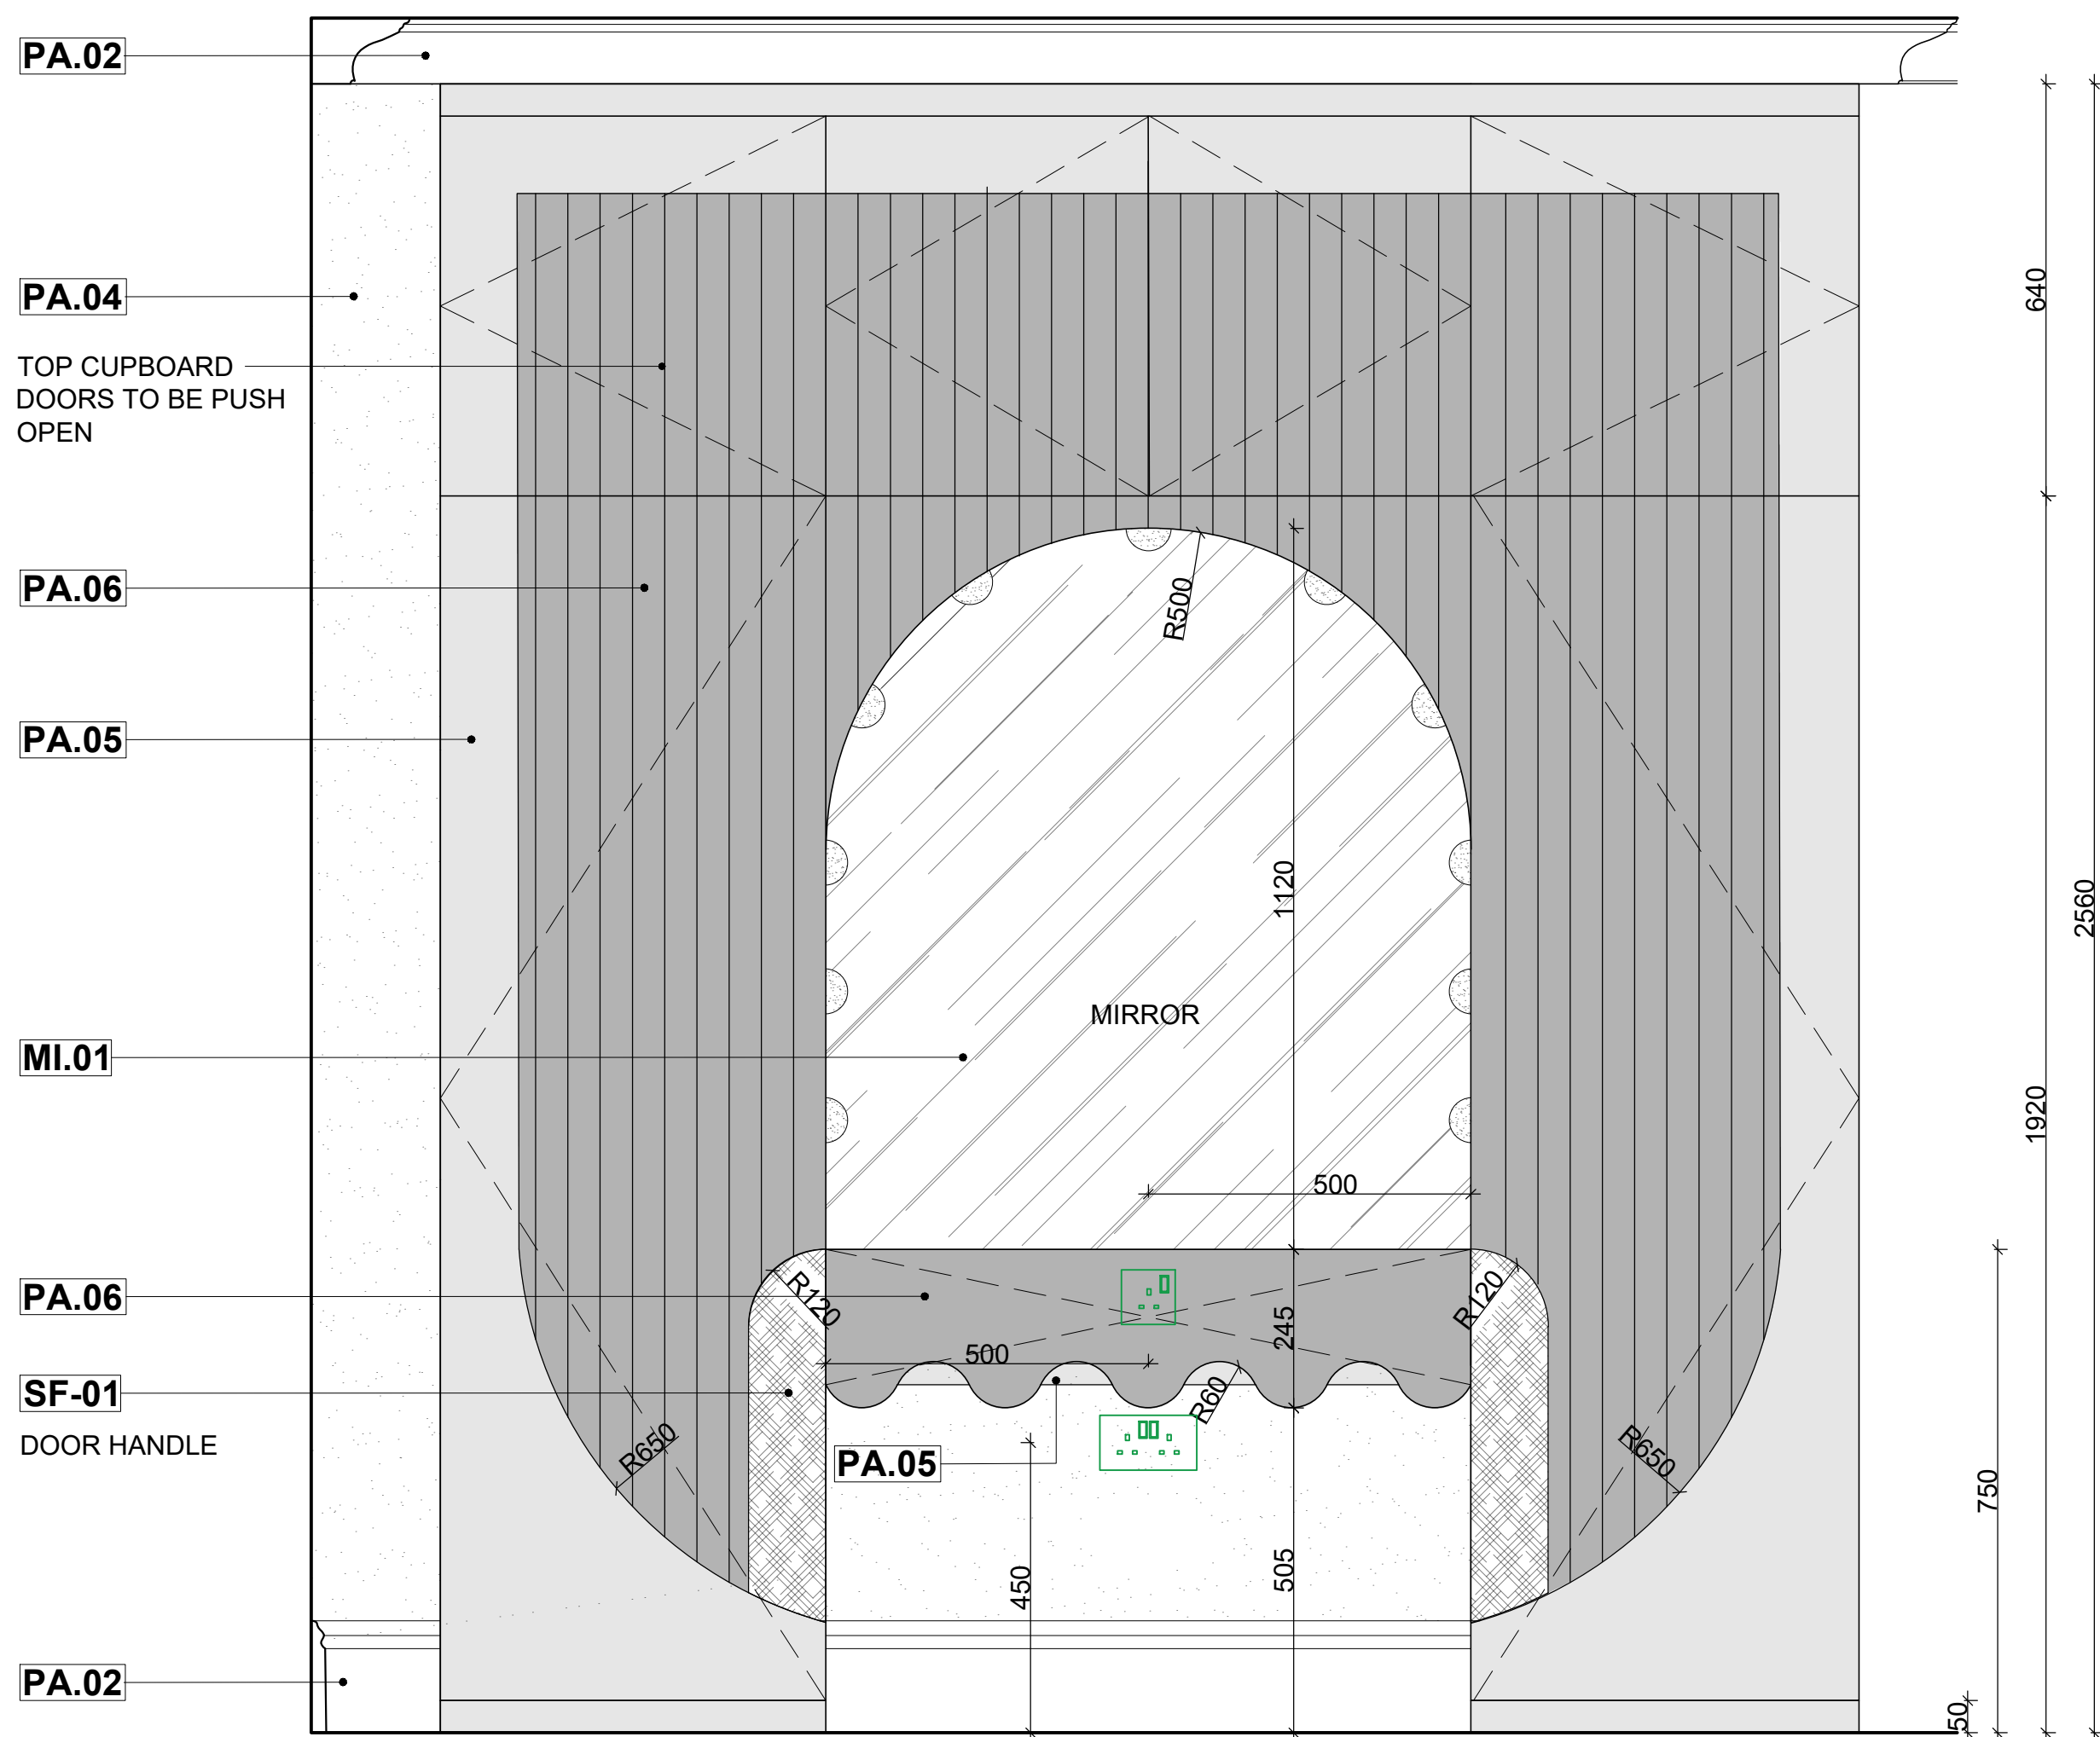 PA.02
PA.04
TOP CUPBOARD
DOORS TO BE PUSH
OPEN
PA.06
PA.05
MI.01
PA.06
SF-01
DOOR HANDLE
PA.02
R500
1120
MIRROR
500
R120
R120
245
500
R60
R650
R650
PA.05
450
505
640
1920
2560
750
50